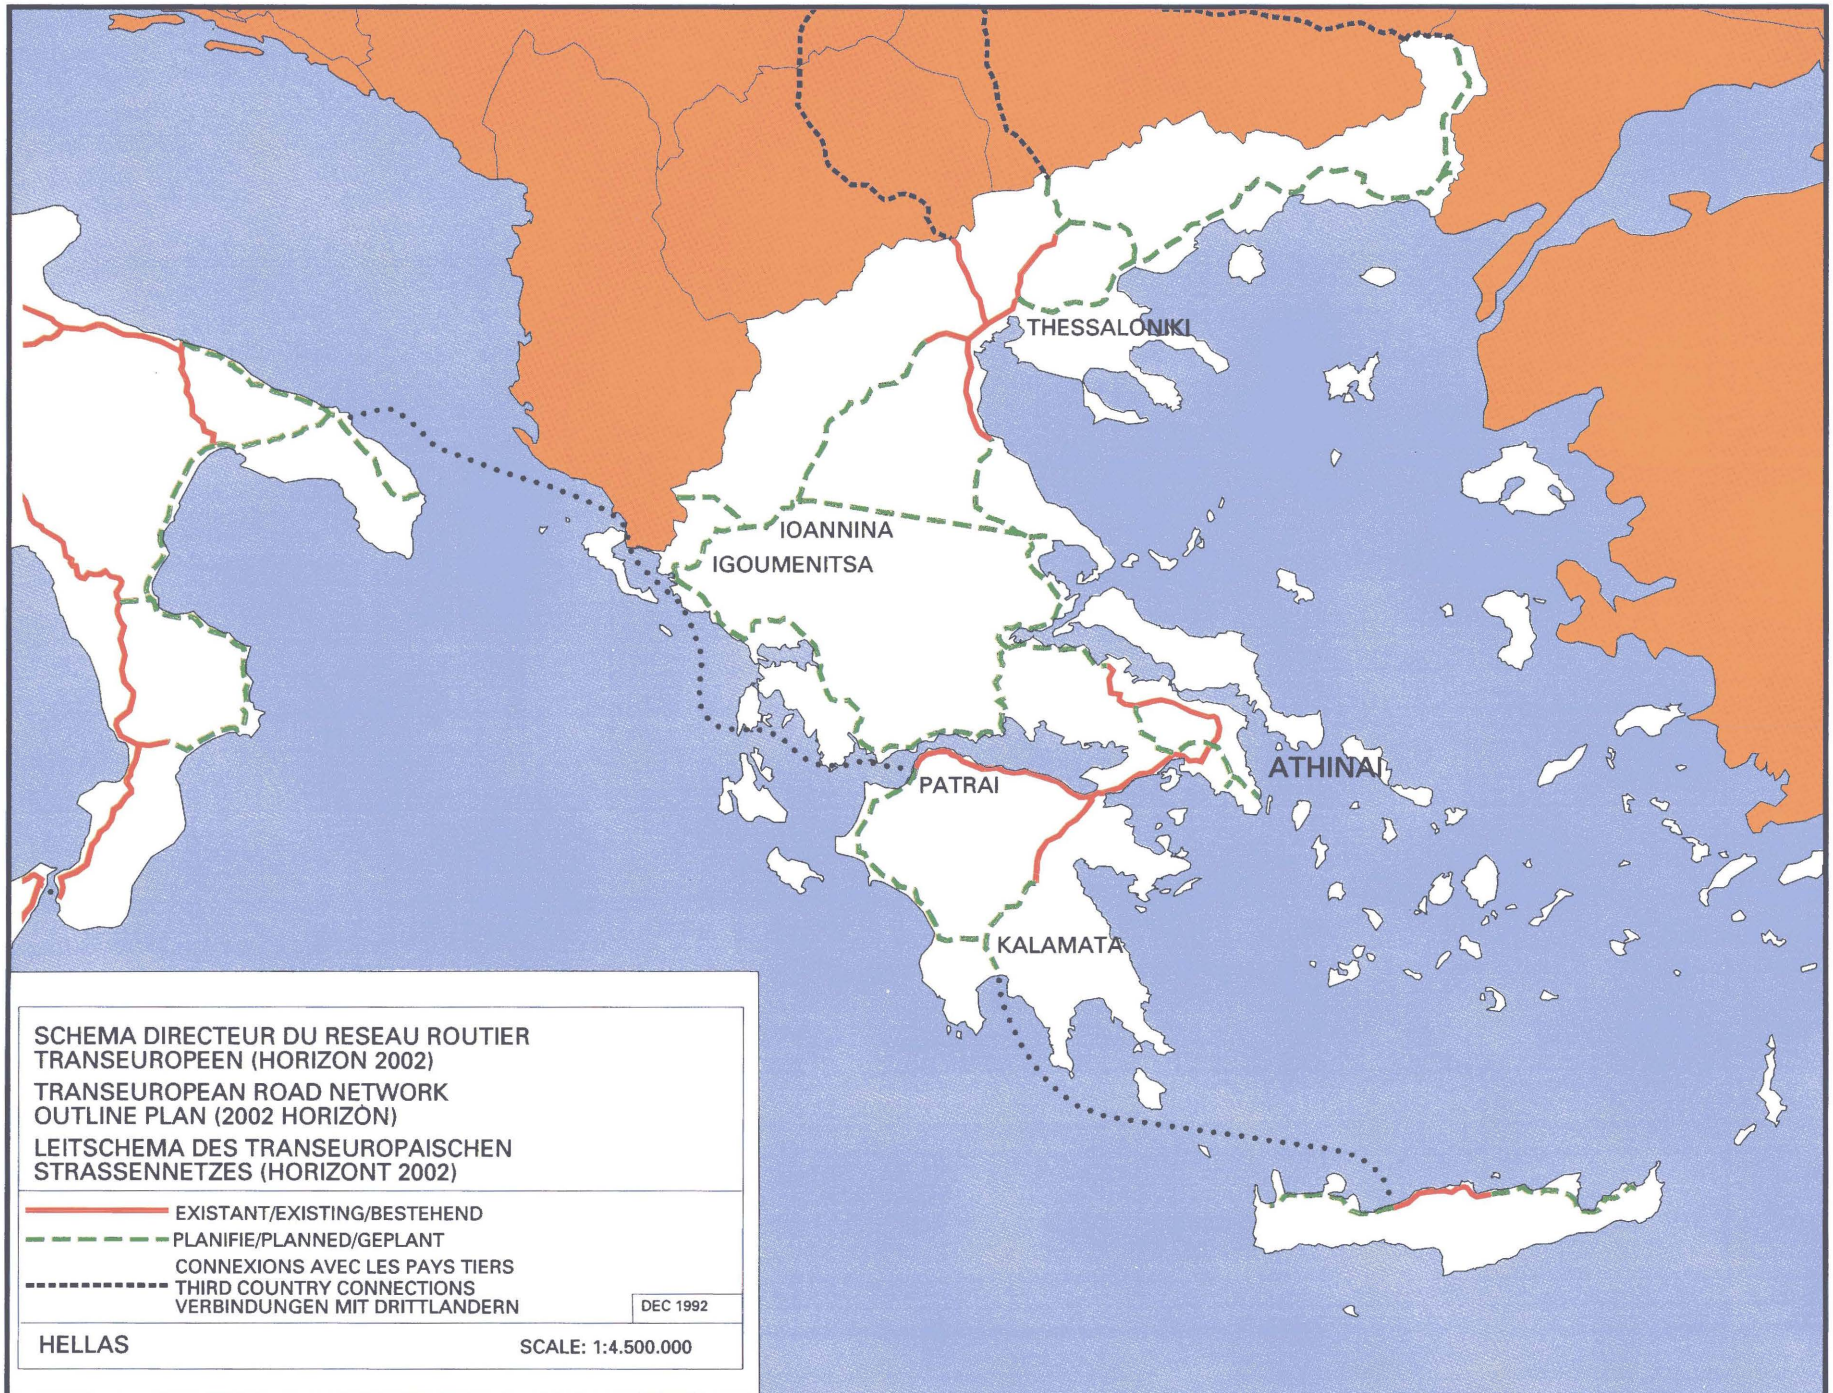 THESSALONIKI
IOANNINA
IGOUMENITSA
ATHINAI
PATRAI
KALAMATA
SCHEMA DIRECTEUR DU RESEAU ROUTIER
TRANSEUROPEEN (HORIZON 2002)
TRANSEUROPEAN ROAD NETWORK
OUTLINE PLAN (2002 HORIZON)
LEITSCHEMA DES TRANSEUROPAISCHEN
STRASSENNETZES (HORIZONT 2002)
EXISTANT/EXISTING/BESTEHEND
PLANIFIE/PLANNED/GEPLANT
CONNEXIONS AVEC LES PAYS TIERS
THIRD COUNTRY CONNECTIONS
VERBINDUNGEN MIT DRITTLANDERN
DEC 1992
HELLAS
SCALE: 1:4.500.000